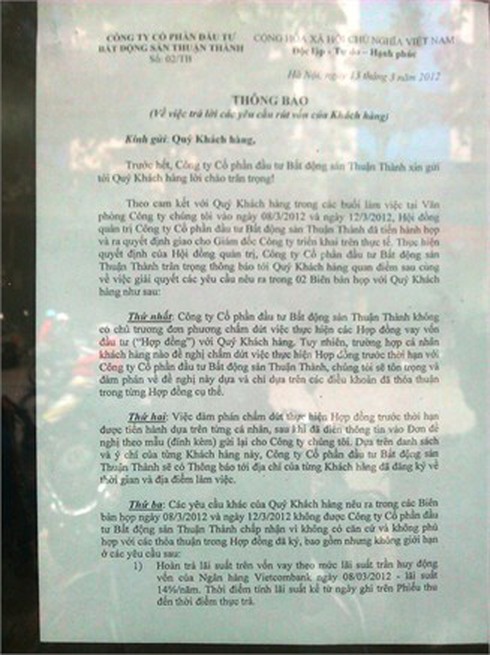 CÔNG TY CỔ PHẦN ĐẦU TƯ
BẤT ĐỘNG SẢN THUẬN THÀNH
Số: 02/TB
CỘNG HÒA XÃ HỘI CHỦ NGHĨA VIỆT NAM
Độc lập - Tự do - Hạnh phúc
Hà Nội, ngày 13 tháng 3 năm 2012
THÔNG BÁO
(Về việc trả lời các yêu cầu rút vốn của Khách hàng)
Kính gửi: Quý Khách hàng,
Trước hết, Công ty Cổ phần đầu tư Bất động sản Thuận Thành xin gửi
tới Quý Khách hàng lời chào trân trọng!
Theo cam kết với Quý Khách hàng trong các buổi làm việc tại Văn
phòng Công ty chúng tôi vào ngày 08/3/2012 và ngày 12/3/2012, Hội đồng
quản trị Công ty Cổ phần đầu tư Bất động sản Thuận Thành đã tiến hành họp
và ra quyết định giao cho Giám đốc Công ty triển khai trên thực tế. Thực hiện
quyết định của Hội đồng quản trị, Công ty Cổ phần đầu tư Bất động sản
Thuận Thành trân trọng thông báo tới Quý Khách hàng quan điểm sau cùng
về việc giải quyết các yêu cầu nêu ra trong 02 Biên bản họp với Quý Khách
hàng như sau:
Thứ nhất: Công ty Cổ phần đầu tư Bất động sản Thuận Thành không
có chủ trương đơn phương chấm dứt việc thực hiện các Hợp đồng vay vốn
đầu tư ("Hợp đồng") với Quý Khách hàng. Tuy nhiên, trường hợp cá nhân
khách hàng nào đề nghị chấm dứt việc thực hiện Hợp đồng trước thời hạn với
Công ty Cổ phần đầu tư Bất động sản Thuận Thành, chúng tôi sẽ tôn trọng và
đàm phán về đề nghị này dựa và chỉ dựa trên các điều khoản đã thỏa thuận
trong từng Hợp đồng cụ thể.
Thứ hai: Việc đàm phán chấm dứt thực hiện Hợp đồng trước thời hạn
được tiến hành dựa trên từng cá nhân, sau khi đã điền thông tin vào Đơn đề
nghị theo mẫu (đính kèm) gửi lại cho Công ty chúng tôi. Dựa trên danh sách
và ý chí của từng Khách hàng này, Công ty Cổ phần đầu tư Bất động sản
Thuận Thành sẽ có Thông báo tới địa chỉ của từng Khách hàng đã đăng ký về
thời gian và địa điểm làm việc.
Thứ ba: Các yêu cầu khác của Quý Khách hàng nêu ra trong các Biên
bản họp ngày 08/3/2012 và ngày 12/3/2012 không được Công ty Cổ phần đầu
tư Bất động sản Thuận Thành chấp nhận vì không có căn cứ và không phù
hợp với các thỏa thuận trong Hợp đồng đã ký, bao gồm nhưng không giới hạn
ở các yêu cầu sau:
1) Hoàn trả lãi suất trên vốn vay theo mức lãi suất trần huy động
vốn của Ngân hàng Vietcombank ngày 08/03/2012 - lãi suất
14%/năm. Thời điểm tính lãi suất kể từ ngày ghi trên Phiếu thu
đến thời điểm thực trả.